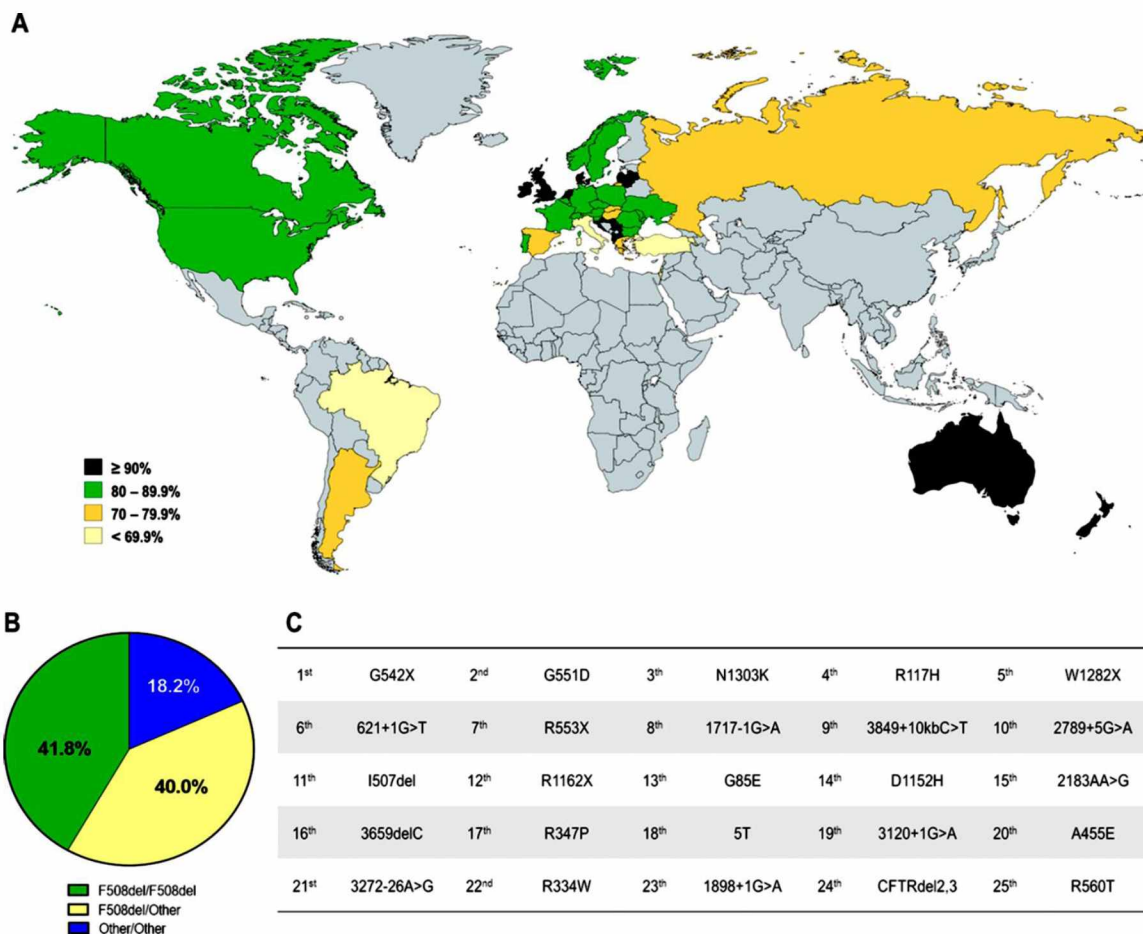 A
≥ 90%
80 – 89.9%
70 – 79.9%
< 69.9%
B
18.2%
41.8%
40.0%
F508del/F508del
F508del/Other
Other/Other
C
1st G542X 2nd G551D 3th N1303K 4th R117H 5th W1282X
6th 621+1G>T 7th R553X 8th 1717-1G>A 9th 3849+10kbC>T 10th 2789+5G>A
11th I507del 12th R1162X 13th G85E 14th D1152H 15th 2183AA>G
16th 3659delC 17th R347P 18th 5T 19th 3120+1G>A 20th A455E
21st 3272-26A>G 22nd R334W 23th 1898+1G>A 24th CFTRdel2,3 25th R560T